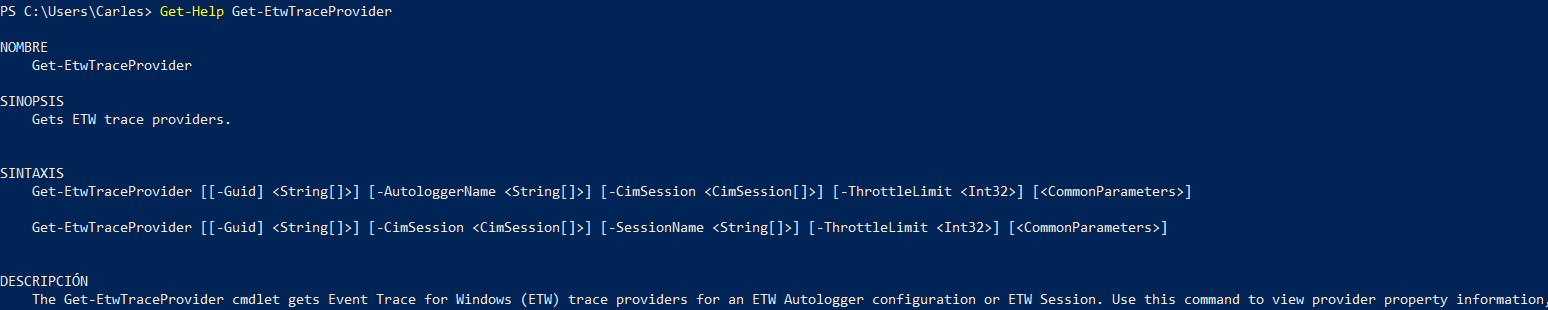 PS C:\Users\Carles> Get-Help Get-EtwTraceProvider
NOMBRE
Get-EtwTraceProvider
SINOPSIS
Gets ETW trace providers.
SINTAXIS
Get-EtwTraceProvider [[-Guid] <String[]>] [-AutologgerName <String[]>] [-CimSession <CimSession[]>] [-ThrottleLimit <Int32>] [<CommonParameters>]
Get-EtwTraceProvider [[-Guid] <String[]>] [-CimSession <CimSession[]>] [-SessionName <String[]>] [-ThrottleLimit <Int32>] [<CommonParameters>]
DESCRIPCIÓN
The Get-EtwTraceProvider cmdlet gets Event Trace for Windows (ETW) trace providers for an ETW Autologger configuration or ETW Session. Use this command to view provider property information,